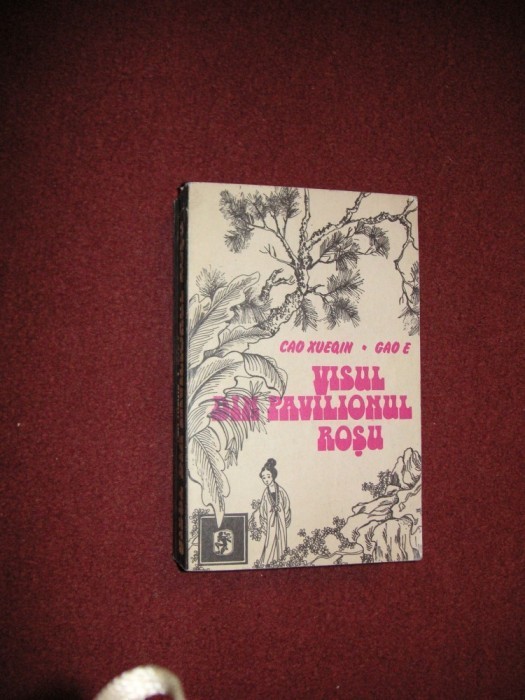 CAO XUEQIN • GAO E
VISUL
DIN PAVILIONUL
ROȘU